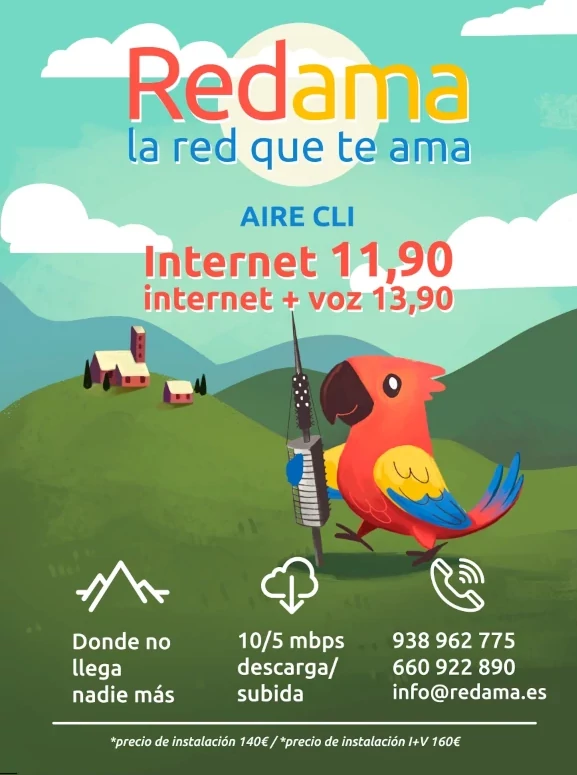 Redama
la red que te ama
AIRE CLI
Internet 11,90
internet + voz 13,90
Donde no
llega
nadie más
10/5 mbps
descarga/
subida
938 962 775
660 922 890
info@redama.es
*precio de instalación 140€ / *precio de instalación I+V 160€